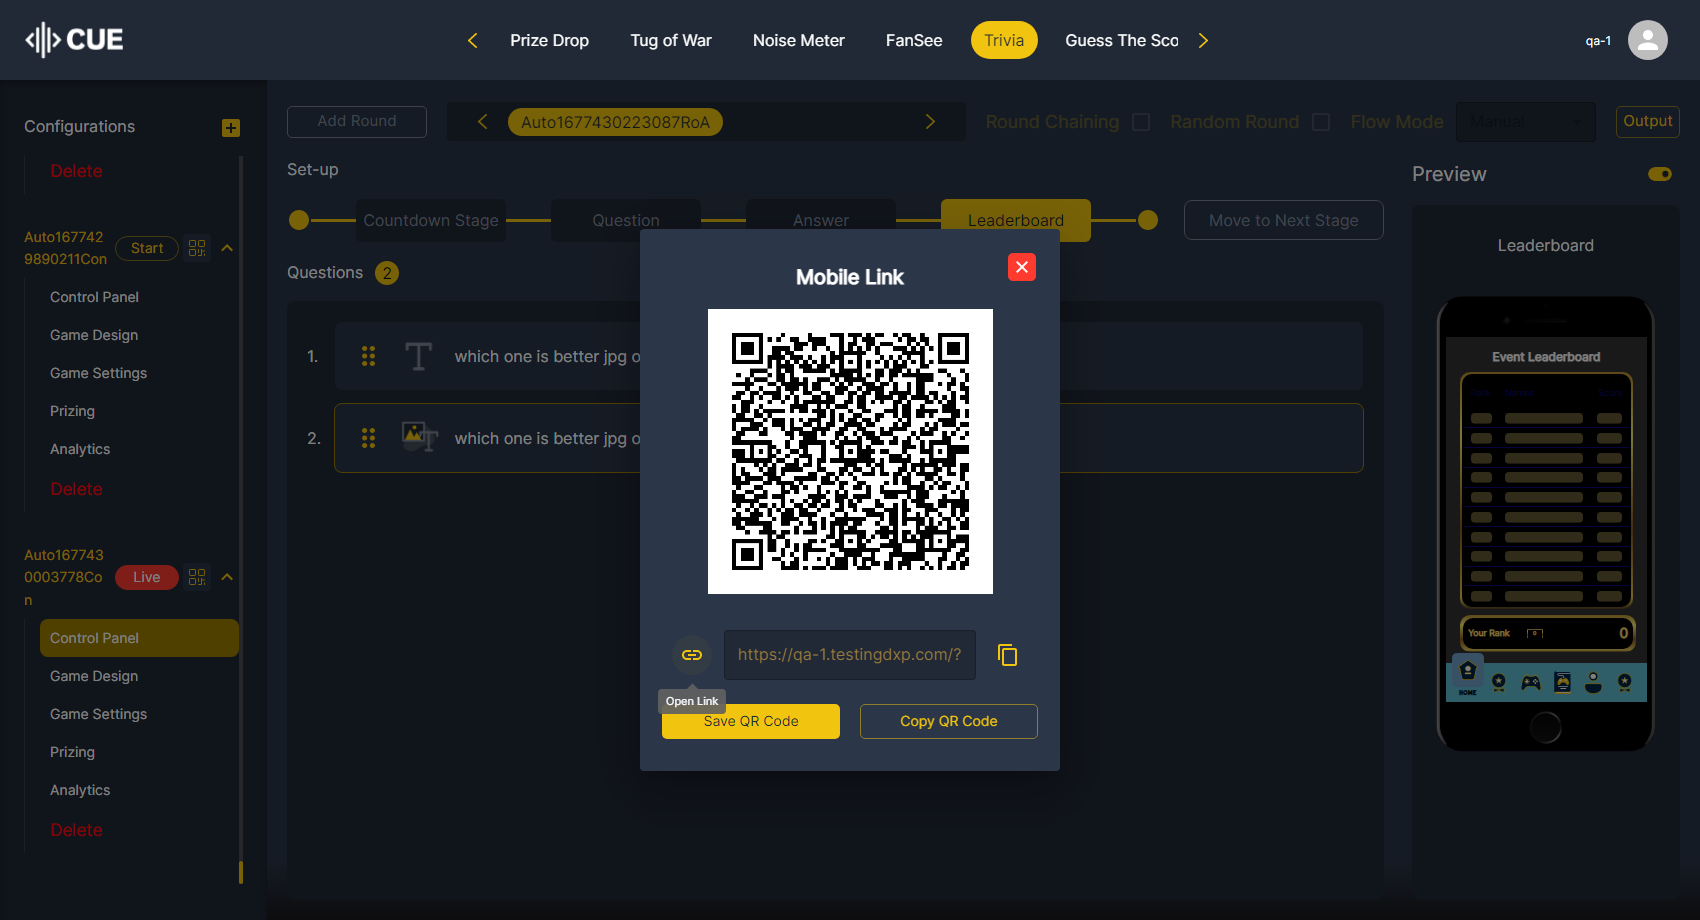 CUE
Prize Drop
Tug of War
Noise Meter
FanSee
Trivia
Guess The Sco
qa-1
Configurations
Delete
Auto167742
9890211Con
Start
Control Panel
Game Design
Game Settings
Prizing
Analytics
Delete
Auto167743
0003778Co
n
Live
Control Panel
Game Design
Game Settings
Prizing
Analytics
Delete
Add Round
Auto1677430223087RoA
Round Chaining
Random Round
Flow Mode
Manual
Output
Set-up
Countdown Stage
Question
Answer
Leaderboard
Move to Next Stage
Questions
2
1.
which one is better jpg o
2.
which one is better jpg o
Mobile Link
https://qa-1.testingdxp.com/?
Open Link
Save QR Code
Copy QR Code
Preview
Leaderboard
Event Leaderboard
Your Rank
0
HOME